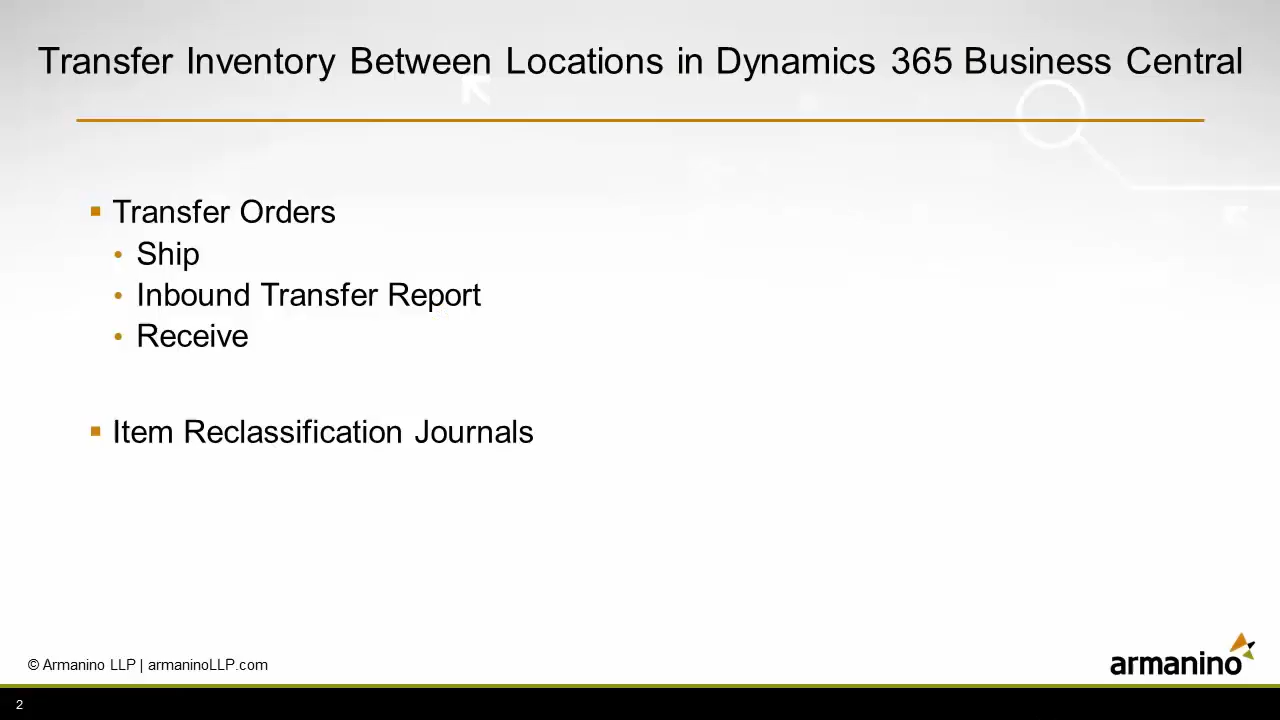 Transfer Inventory Between Locations in Dynamics 365 Business Central
Transfer Orders
Ship
Inbound Transfer Report
Receive
Item Reclassification Journals
© Armanino LLP | armaninoLLP.com
armanino
2